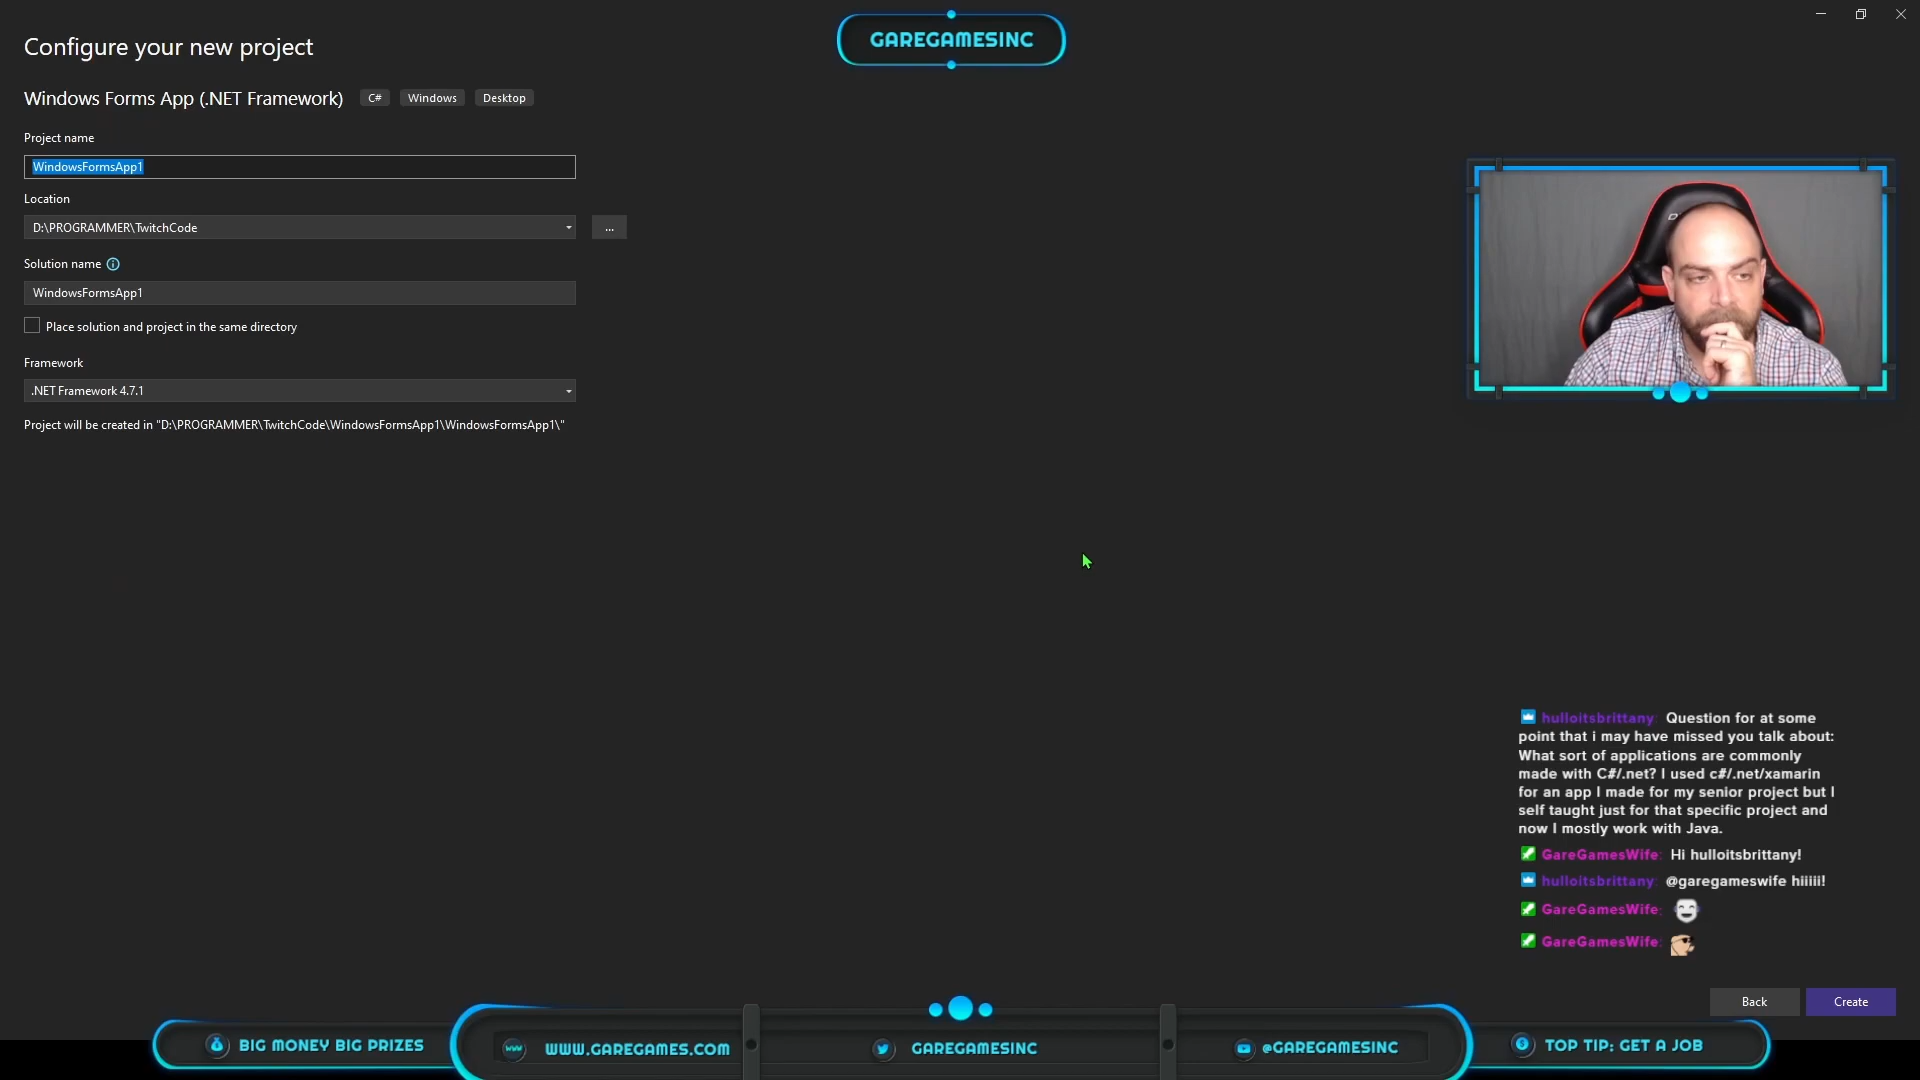 Configure your new project
GAREGAMESINC
Windows Forms App (.NET Framework) C# Windows Desktop
Project name
WindowsFormsApp1
Location
D:\PROGRAMMER\TwitchCode
...
Solution name
WindowsFormsApp1
Place solution and project in the same directory
Framework
.NET Framework 4.7.1
Project will be created in "D:\PROGRAMMER\TwitchCode\WindowsFormsApp1\WindowsFormsApp1\"
hulloitsbrittany: Question for at some
point that i may have missed you talk about:
What sort of applications are commonly
made with C#/.net? I used c#/.net/xamarin
for an app I made for my senior project but I
self taught just for that specific project and
now I mostly work with Java.
GareGamesWife: Hi hulloitsbrittany!
hulloitsbrittany: @garegameswife hiiiii!
GareGamesWife:
GareGamesWife:
Back Create
BIG MONEY BIG PRIZES
WWW.GAREGAMES.COM
GAREGAMESINC
@GAREGAMESINC
TOP TIP: GET A JOB